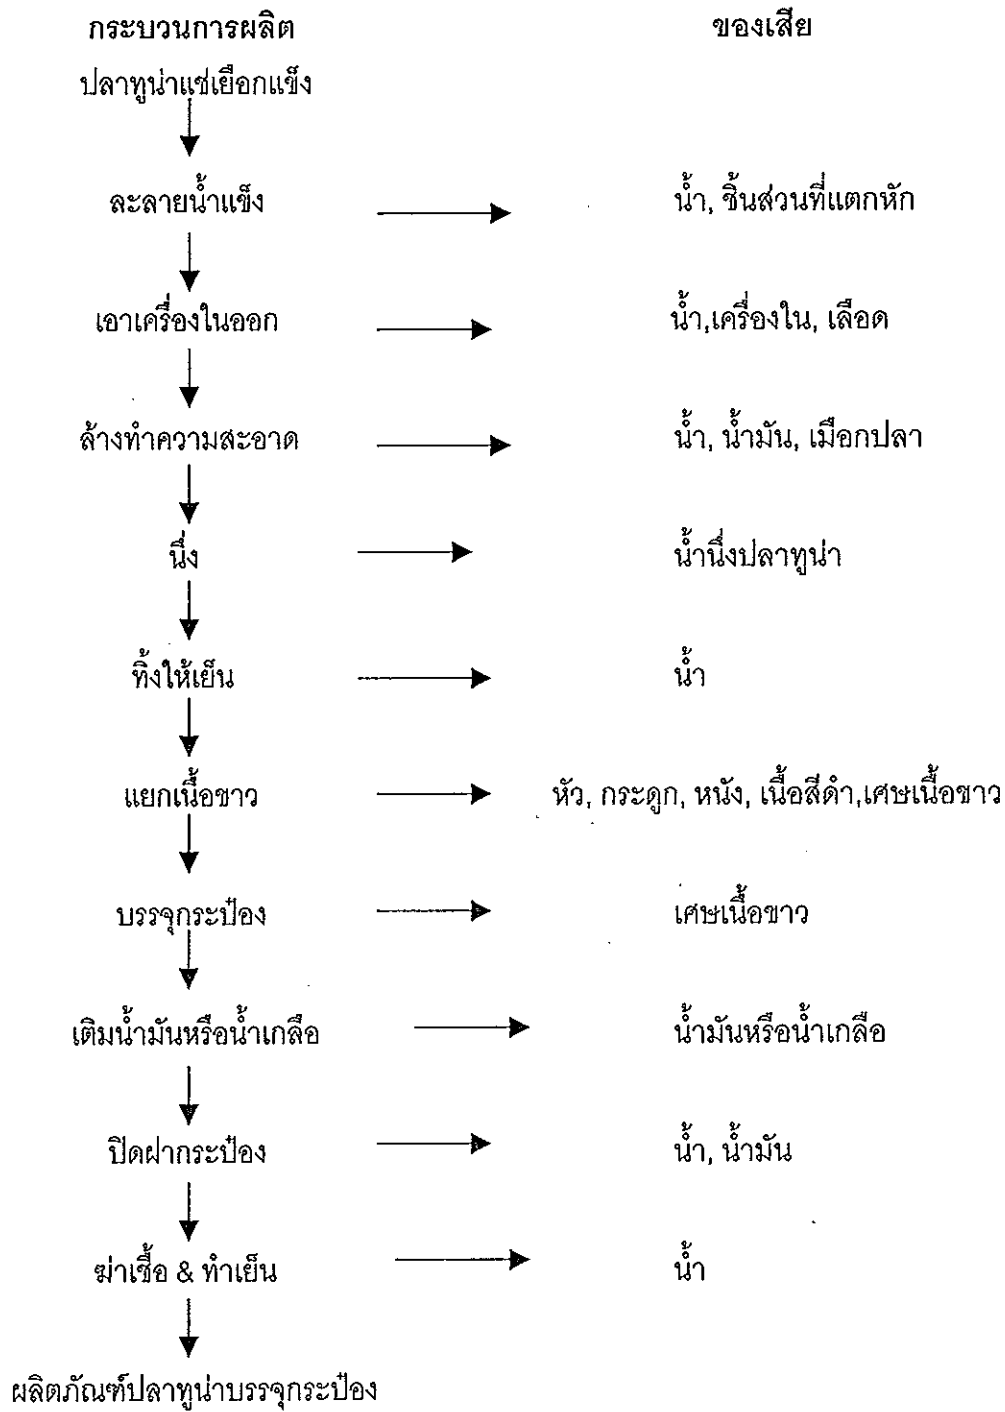 กระบวนการผลิต ของเสีย
ปลาทูน่าแช่เยือกแข็ง
ละลายน้ำแข็ง น้ำ, ชิ้นส่วนที่แตกหัก
เอาเครื่องในออก น้ำ,เครื่องใน, เลือด
ล้างทำความสะอาด น้ำ, น้ำมัน, เมือกปลา
นึ่ง น้ำนึ่งปลาทูน่า
ทิ้งให้เย็น น้ำ
แยกเนื้อขาว หัว, กระดูก, หนัง, เนื้อสีดำ,เศษเนื้อขาว
บรรจุกระป๋อง เศษเนื้อขาว
เติมน้ำมันหรือน้ำเกลือ น้ำมันหรือน้ำเกลือ
ปิดฝากระป๋อง น้ำ, น้ำมัน
ฆ่าเชื้อ & ทำเย็น น้ำ
ผลิตภัณฑ์ปลาทูน่าบรรจุกระป๋อง